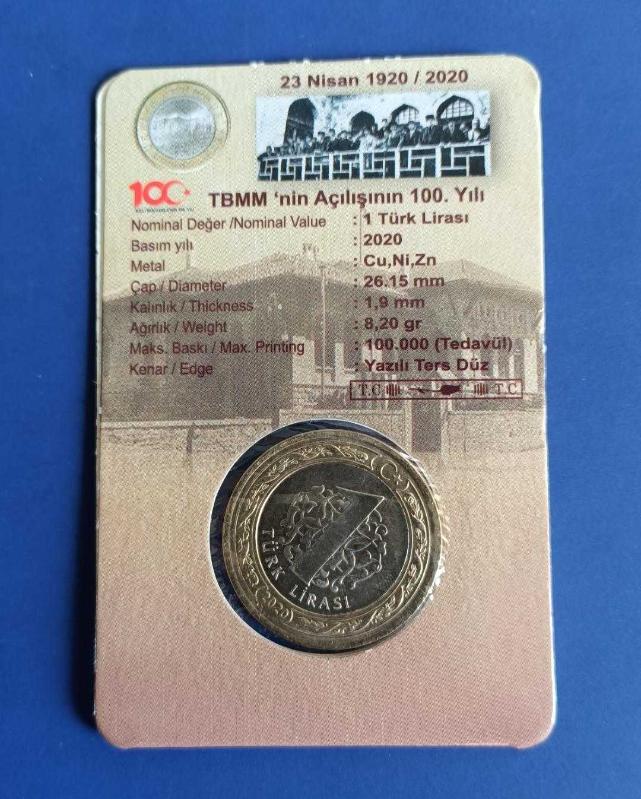 23 Nisan 1920 / 2020
100
TBMM 'nin Açılışının 100. Yılı
Nominal Değer /Nominal Value : 1 Türk Lirası
Basım yılı : 2020
Metal : Cu,Ni,Zn
Çap / Diameter : 26.15 mm
Kalınlık / Thickness : 1,9 mm
Ağırlık / Weight : 8,20 gr
Maks. Baskı / Max. Printing : 100.000 (Tedavül)
Kenar / Edge : Yazılı Ters Düz
T.C T.C
TÜRK LİRASI
2020